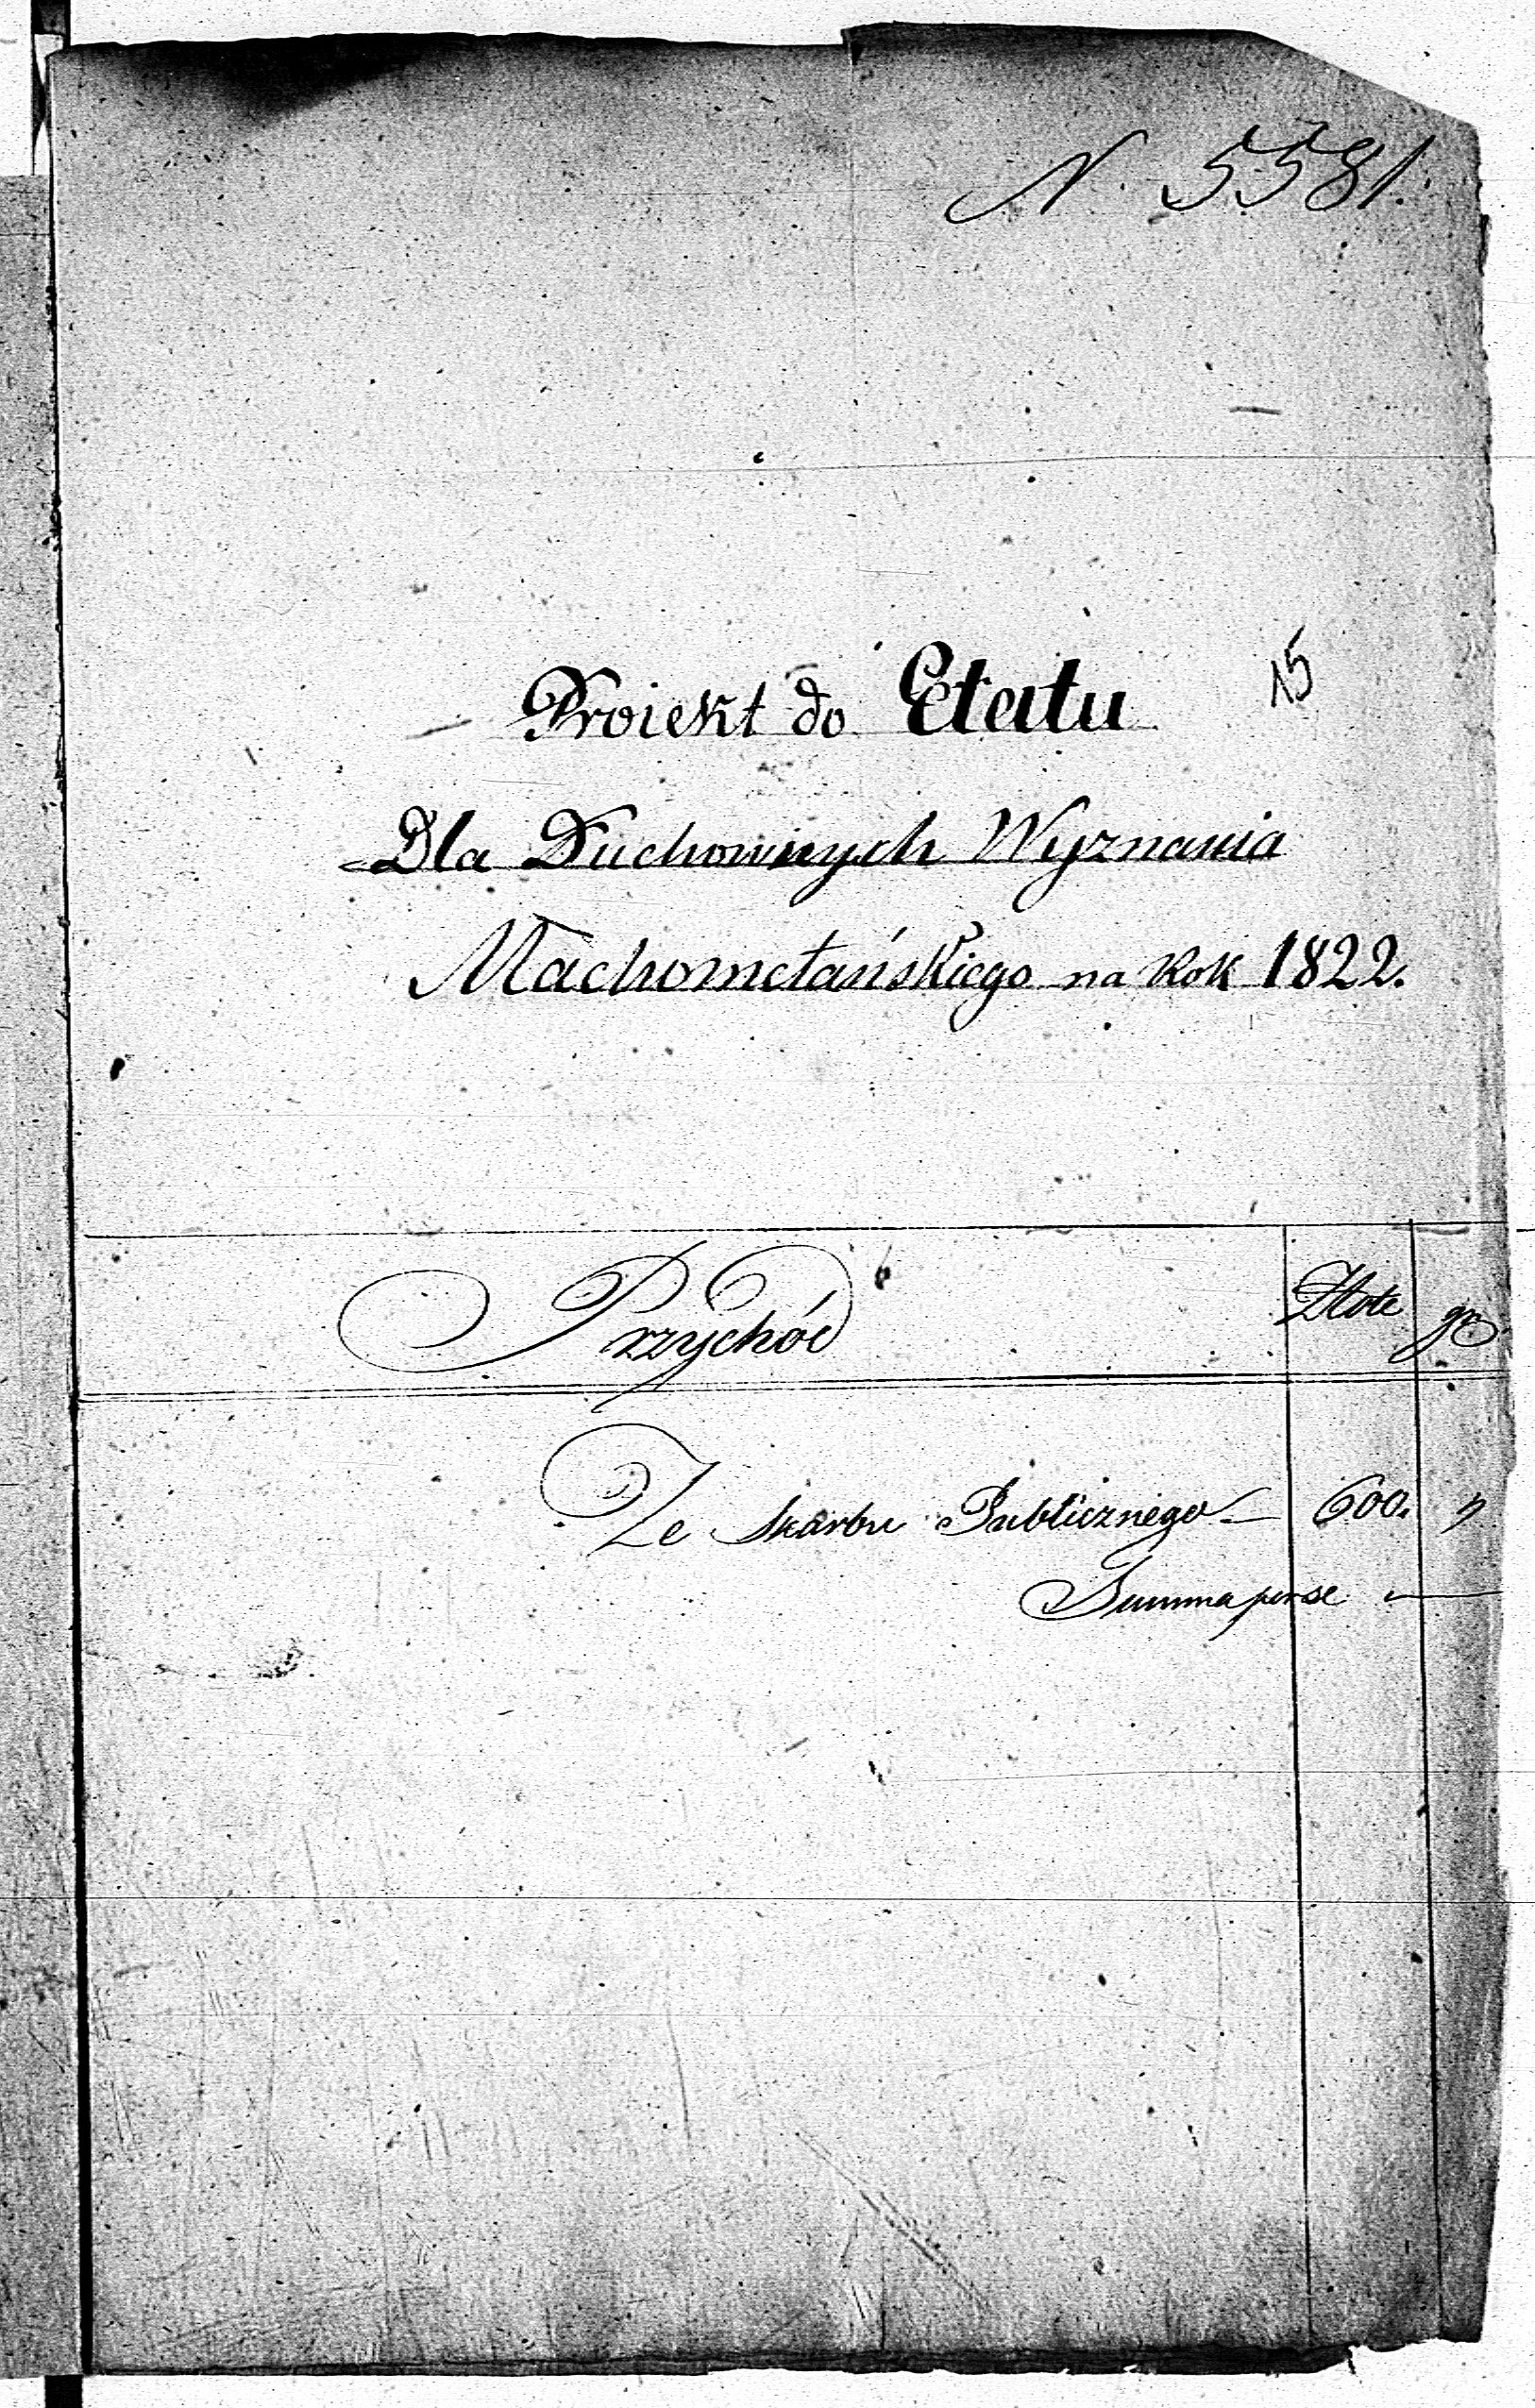 N. 5581.
15
Proiekt do Etatu
Dla Duchownych Wyznania
Machometańskiego na Rok 1822.
Przychód Złote gr
Ze Skarbu Publicznego — 600. "
Summa per se —